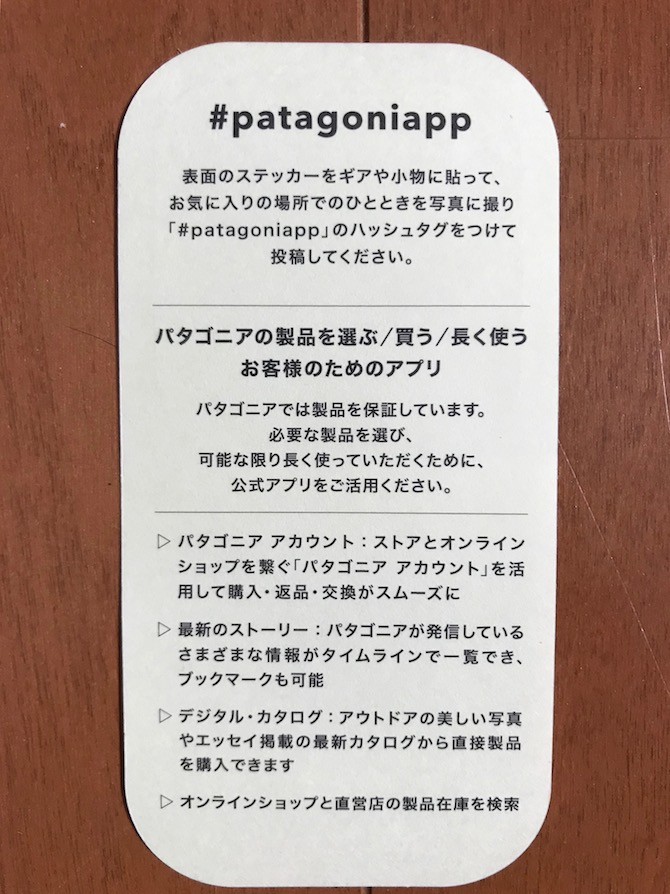 #patagoniapp
表面のステッカーをギアや小物に貼って、
お気に入りの場所でのひとときを写真に撮り
「#patagoniapp」のハッシュタグをつけて
投稿してください。
パタゴニアの製品を選ぶ/買う/長く使う
お客様のためのアプリ
パタゴニアでは製品を保証しています。
必要な製品を選び、
可能な限り長く使っていただくために、
公式アプリをご活用ください。
▷ パタゴニア アカウント：ストアとオンライン
ショップを繋ぐ「パタゴニア アカウント」を活
用して購入・返品・交換がスムーズに
▷ 最新のストーリー：パタゴニアが発信している
さまざまな情報がタイムラインで一覧でき、
ブックマークも可能
▷ デジタル・カタログ：アウトドアの美しい写真
やエッセイ掲載の最新カタログから直接製品
を購入できます
▷ オンラインショップと直営店の製品在庫を検索